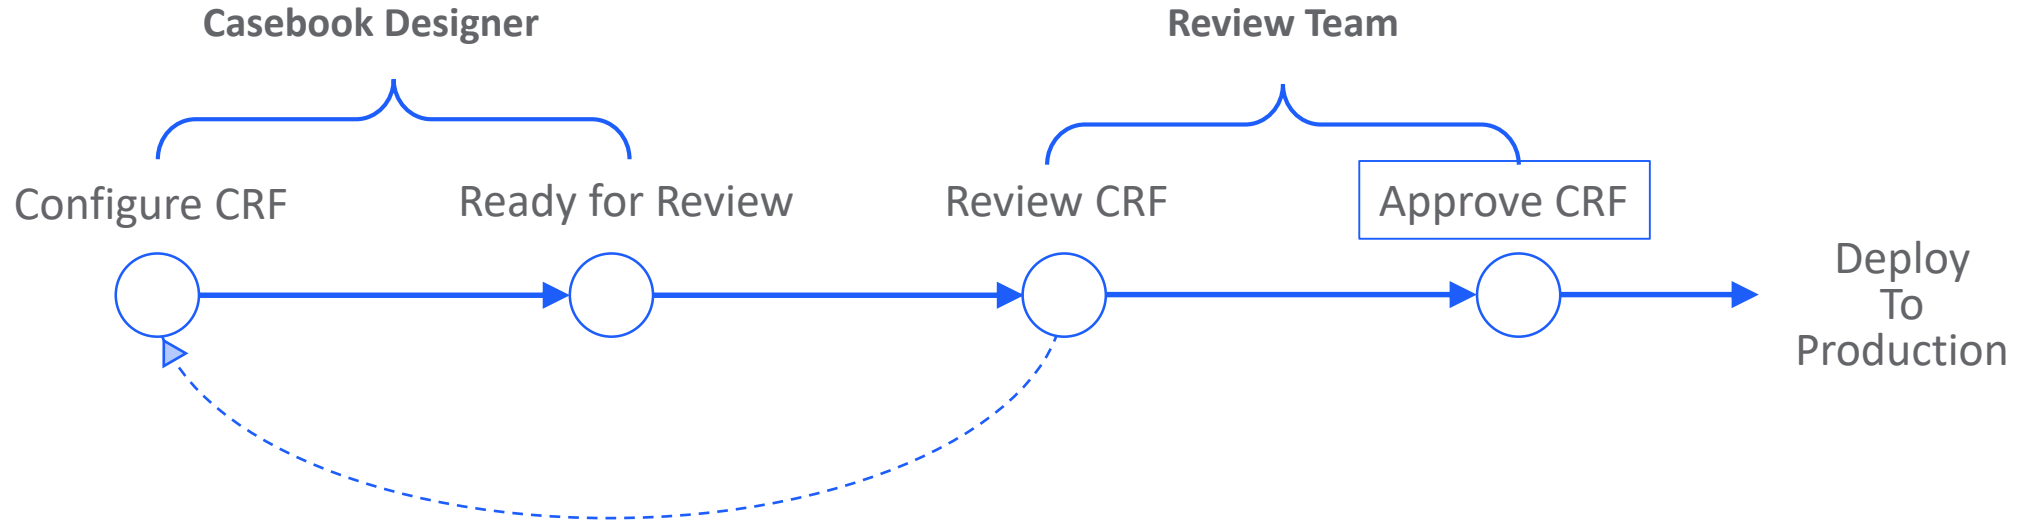 Casebook Designer
Review Team
Configure CRF
Ready for Review
Review CRF
Approve CRF
Deploy
To
Production